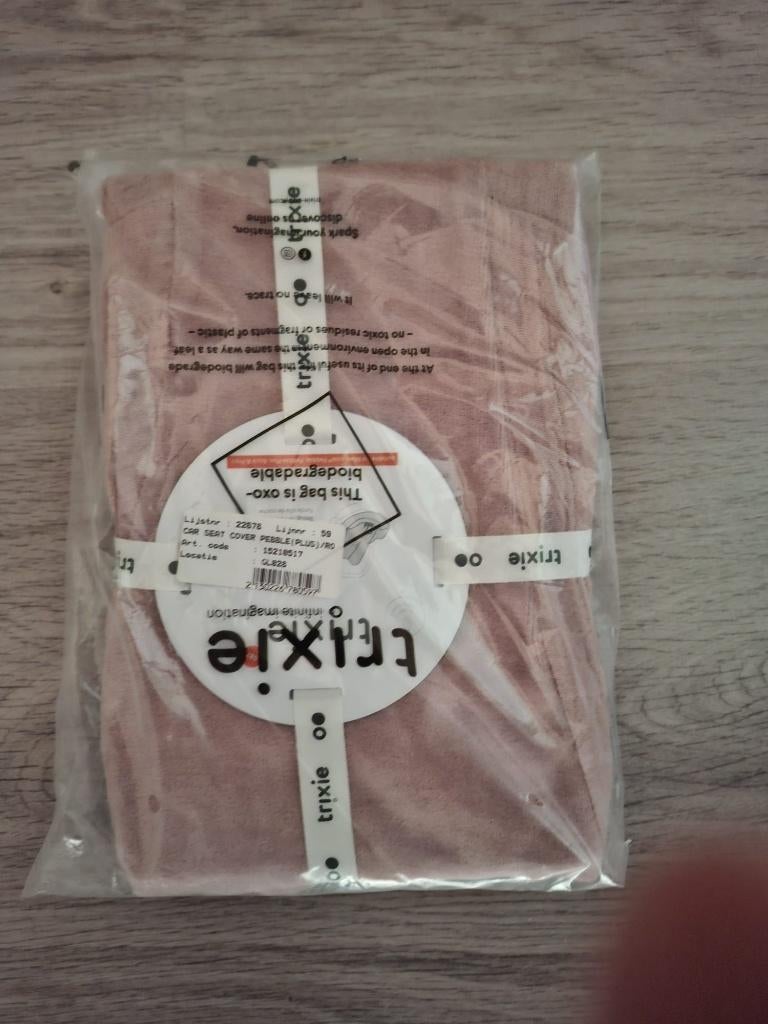 trixie
trixie
At the end of its useful life this bag will biodegrade
in the open environment in the same way as a leaf
– no toxic residues or fragments of plastic –
It will leave no trace.
Spark your imagination,
discover us online
This bag is oxo-
biodegradable
Lijstnr : 22878 Lijnnr : 59
CAR SEAT COVER PEBBLE(PLUS)/RO
Art. code : 15218517
Locatie : GL828
trixie
trixie
trixie
infinite imagination
trixie
trixie